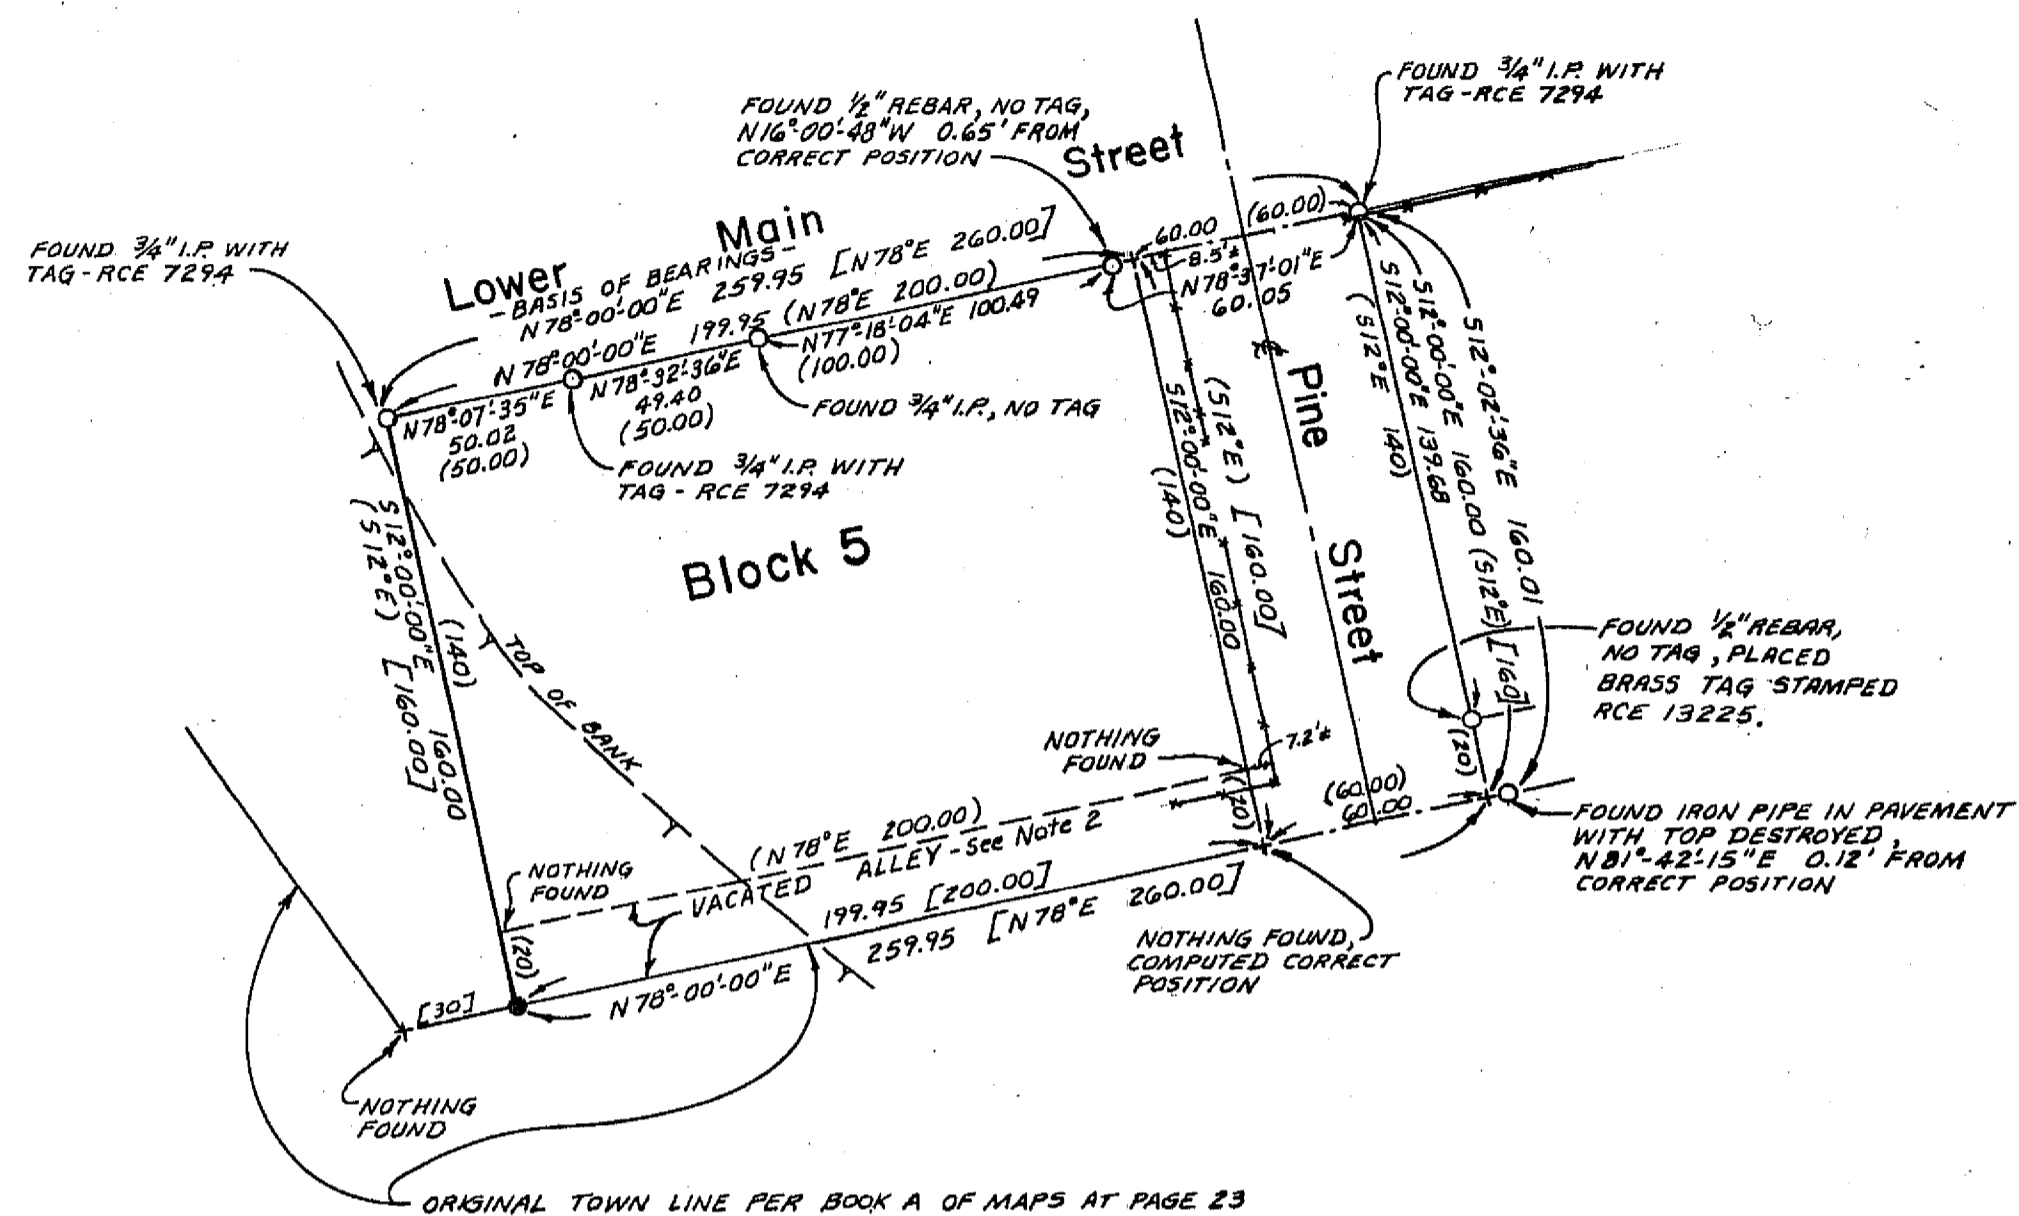 FOUND 3/4" I.P. WITH
TAG-RCE 7294
FOUND 1/2" REBAR, NO TAG,
N16°-00'-48"W 0.65' FROM
CORRECT POSITION
Street
Main
Lower
FOUND 3/4" I.P. WITH
TAG-RCE 7294
-BASIS OF BEARINGS-
N78°-00'-00"E 259.95 [N78°E 260.00]
N78°-00'-00"E 199.95 (N78°E 200.00)
N78°-07'-35"E
50.02
(50.00)
N78°-32'-36"E
49.40
(50.00)
N77°-18'-04"E 100.49
(100.00)
FOUND 3/4" I.P., NO TAG
FOUND 3/4" I.P. WITH
TAG - RCE 7294
60.00 (60.00)
8.5'±
N78°-37'-01"E
60.05
Block 5
Pine
Street
S12°-00'-00"E 160.00
(S12°E) [160.00]
(140)
(S12°E) [160.00]
S12°-00'-00"E 160.00
(140)
S12°-02'-36"E 160.01
S12°-00'-00"E 160.00 (S12°E) [160]
S12°-00'-00"E 139.68
(S12°E 140)
TOP OF BANK
FOUND 1/2" REBAR,
NO TAG, PLACED
BRASS TAG STAMPED
RCE 13225.
(20)
NOTHING
FOUND
7.2'±
(20)
(60.00)
60.00
FOUND IRON PIPE IN PAVEMENT
WITH TOP DESTROYED,
N81°-42'-15"E 0.12' FROM
CORRECT POSITION
NOTHING
FOUND
(N78°E 200.00)
VACATED ALLEY-See Note 2
199.95 [200.00]
N78°-00'-00"E 259.95 [N78°E 260.00]
(20)
[30]
NOTHING FOUND,
COMPUTED CORRECT
POSITION
NOTHING
FOUND
ORIGINAL TOWN LINE PER BOOK A OF MAPS AT PAGE 23